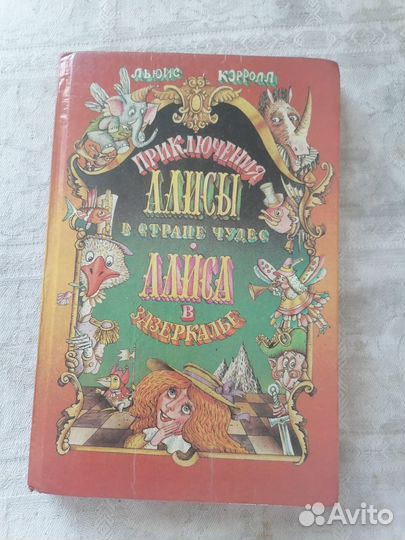 ЛЬЮИС КЭРРОЛЛ
ПРИКЛЮЧЕНИЯ
АЛИСЫ
В СТРАНЕ ЧУДЕС
АЛИСА
В
ЗАЗЕРКАЛЬЕ
Avito